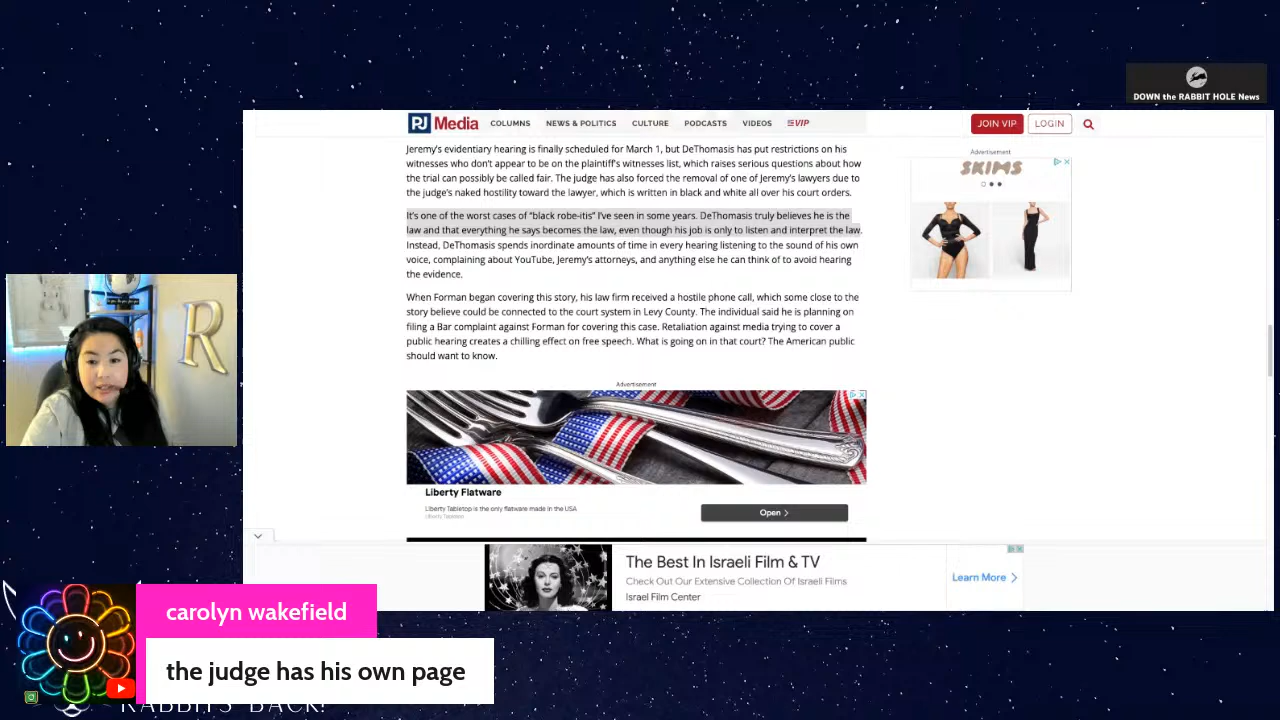 DOWN the RABBIT HOLE News
PJ Media
COLUMNS NEWS & POLITICS CULTURE PODCASTS VIDEOS VIP
JOIN VIP LOGIN
Jeremy's evidentiary hearing is finally scheduled for March 1, but DeThomasis has put restrictions on his
witnesses who don't appear to be on the plaintiff's witnesses list, which raises serious questions about how
the trial can possibly be called fair. The judge has also forced the removal of one of Jeremy's lawyers due to
the judge's naked hostility toward the lawyer, which is written in black and white all over his court orders.
It's one of the worst cases of “black robe-itis” I've seen in some years. DeThomasis truly believes he is the
law and that everything he says becomes the law, even though his job is only to listen and interpret the law.
Instead, DeThomasis spends inordinate amounts of time in every hearing listening to the sound of his own
voice, complaining about YouTube, Jeremy's attorneys, and anything else he can think of to avoid hearing
the evidence.
When Forman began covering this story, his law firm received a hostile phone call, which some close to the
story believe could be connected to the court system in Levy County. The individual said he is planning on
filing a Bar complaint against Forman for covering this case. Retaliation against media trying to cover a
public hearing creates a chilling effect on free speech. What is going on in that court? The American public
should want to know.
Advertisement
SKIMS
R
Advertisement
Liberty Flatware
Liberty Tabletop is the only flatware made in the USA
Liberty Tabletop
Open
The Best In Israeli Film & TV
Check Out Our Extensive Collection Of Israeli Films
Israel Film Center
Learn More
carolyn wakefield
the judge has his own page
RABBITS BACK!